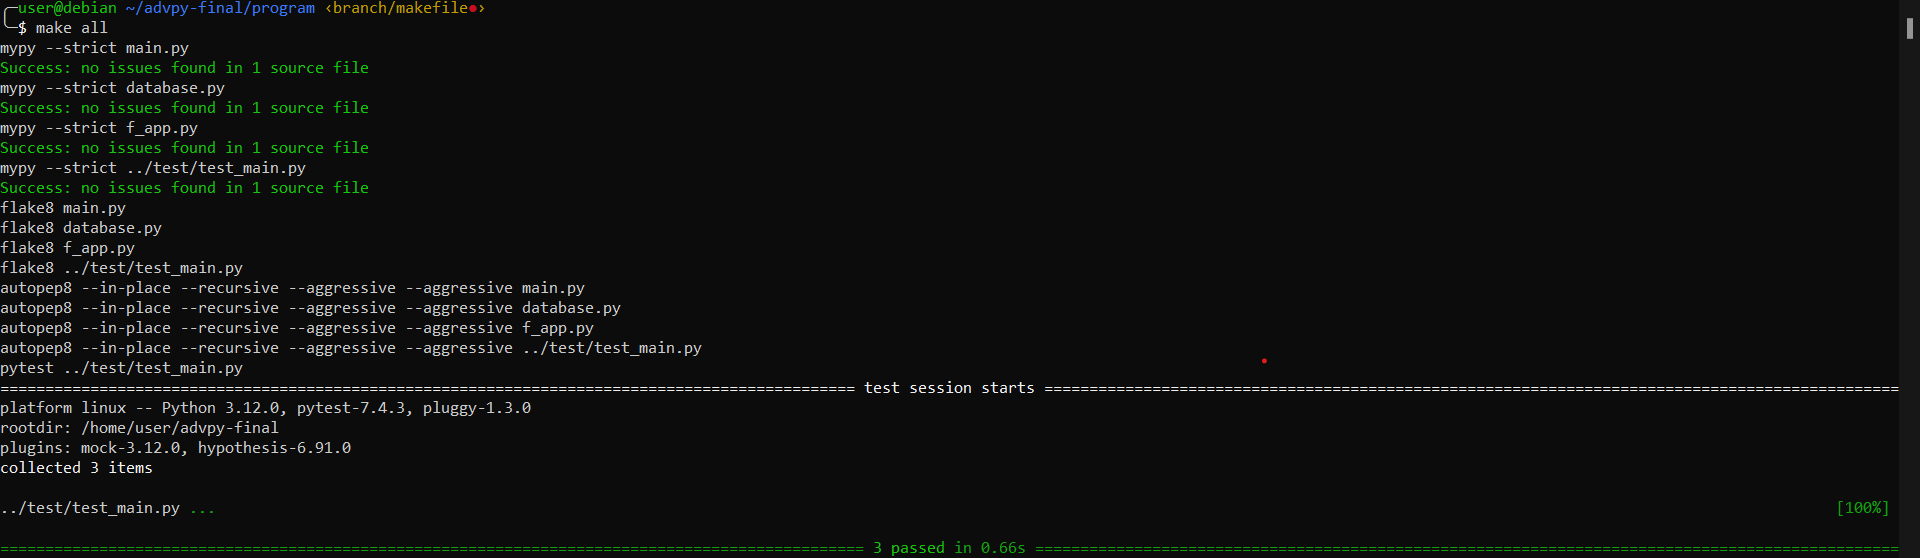 ╭─user@debian ~/advpy-final/program ‹branch/makefile●›
╰─$ make all
mypy --strict main.py
Success: no issues found in 1 source file
mypy --strict database.py
Success: no issues found in 1 source file
mypy --strict f_app.py
Success: no issues found in 1 source file
mypy --strict ../test/test_main.py
Success: no issues found in 1 source file
flake8 main.py
flake8 database.py
flake8 f_app.py
flake8 ../test/test_main.py
autopep8 --in-place --recursive --aggressive --aggressive main.py
autopep8 --in-place --recursive --aggressive --aggressive database.py
autopep8 --in-place --recursive --aggressive --aggressive f_app.py
autopep8 --in-place --recursive --aggressive --aggressive ../test/test_main.py
pytest ../test/test_main.py
=============================================================================================== test session starts ===============================================================================================
platform linux -- Python 3.12.0, pytest-7.4.3, pluggy-1.3.0
rootdir: /home/user/advpy-final
plugins: mock-3.12.0, hypothesis-6.91.0
collected 3 items
../test/test_main.py ... [100%]
================================================================================================ 3 passed in 0.66s ================================================================================================